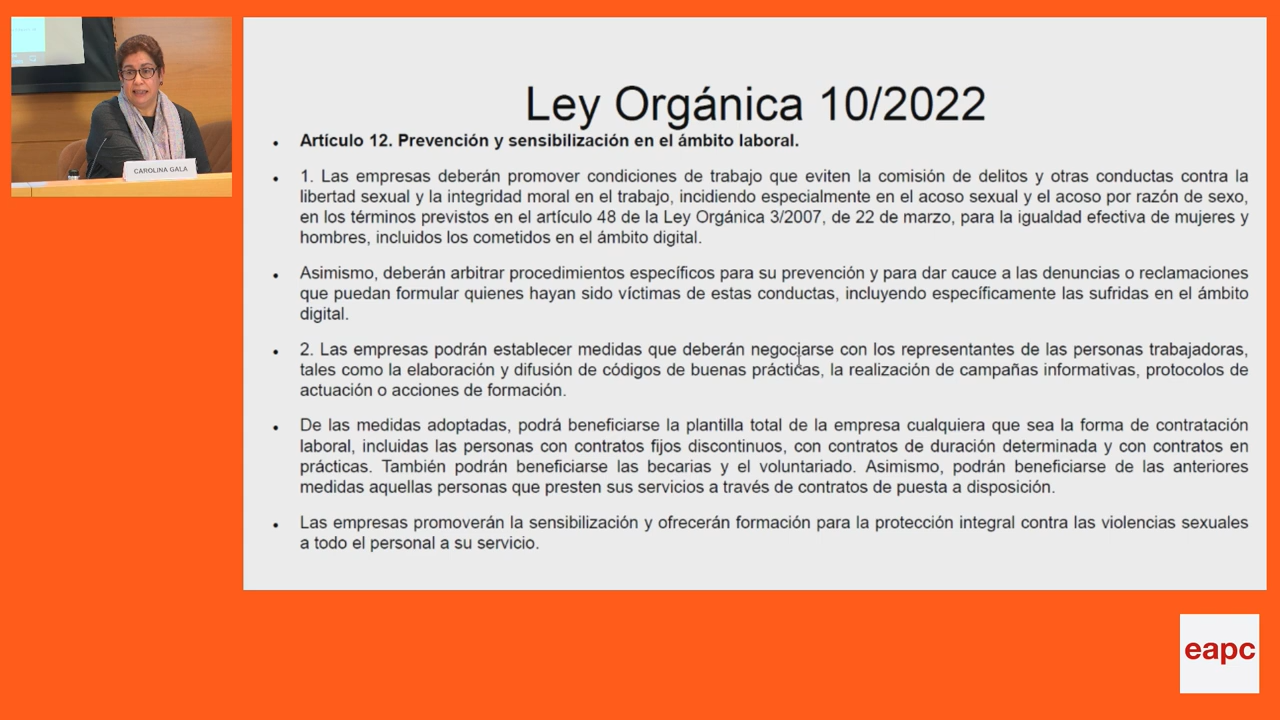 CAROLINA GALA
Ley Orgánica 10/2022
• Artículo 12. Prevención y sensibilización en el ámbito laboral.
• 1. Las empresas deberán promover condiciones de trabajo que eviten la comisión de delitos y otras conductas contra la
libertad sexual y la integridad moral en el trabajo, incidiendo especialmente en el acoso sexual y el acoso por razón de sexo,
en los términos previstos en el artículo 48 de la Ley Orgánica 3/2007, de 22 de marzo, para la igualdad efectiva de mujeres y
hombres, incluidos los cometidos en el ámbito digital.
• Asimismo, deberán arbitrar procedimientos específicos para su prevención y para dar cauce a las denuncias o reclamaciones
que puedan formular quienes hayan sido víctimas de estas conductas, incluyendo específicamente las sufridas en el ámbito
digital.
• 2. Las empresas podrán establecer medidas que deberán negociarse con los representantes de las personas trabajadoras,
tales como la elaboración y difusión de códigos de buenas prácticas, la realización de campañas informativas, protocolos de
actuación o acciones de formación.
• De las medidas adoptadas, podrá beneficiarse la plantilla total de la empresa cualquiera que sea la forma de contratación
laboral, incluidas las personas con contratos fijos discontinuos, con contratos de duración determinada y con contratos en
prácticas. También podrán beneficiarse las becarias y el voluntariado. Asimismo, podrán beneficiarse de las anteriores
medidas aquellas personas que presten sus servicios a través de contratos de puesta a disposición.
• Las empresas promoverán la sensibilización y ofrecerán formación para la protección integral contra las violencias sexuales
a todo el personal a su servicio.
eapc